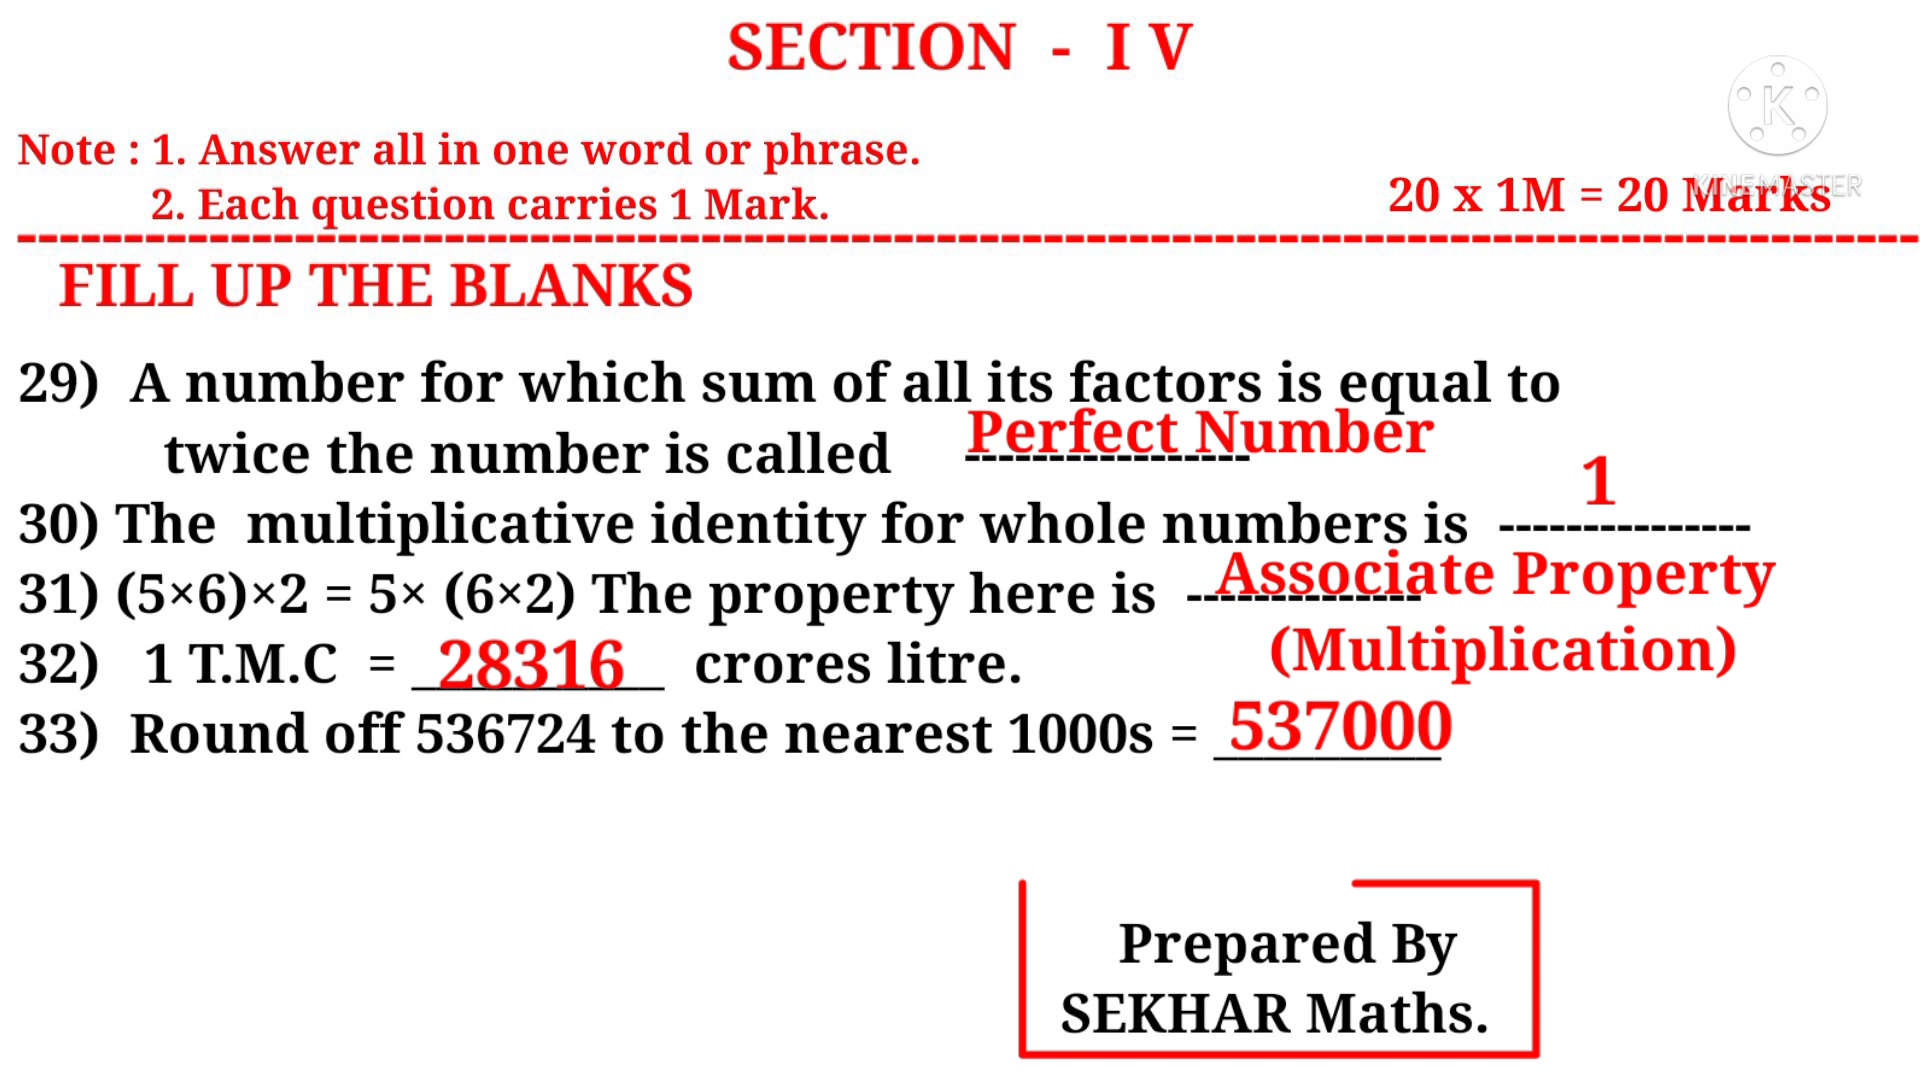 SECTION - I V
K
KINEMASTER
Note : 1. Answer all in one word or phrase.
2. Each question carries 1 Mark.
20 x 1M = 20 Marks
FILL UP THE BLANKS
29) A number for which sum of all its factors is equal to
twice the number is called ---------------- Perfect Number
30) The multiplicative identity for whole numbers is --------------- 1
31) (5×6)×2 = 5× (6×2) The property here is -------------- Associate Property
(Multiplication)
32) 1 T.M.C = 28316 crores litre.
33) Round off 536724 to the nearest 1000s = 537000
Prepared By
SEKHAR Maths.